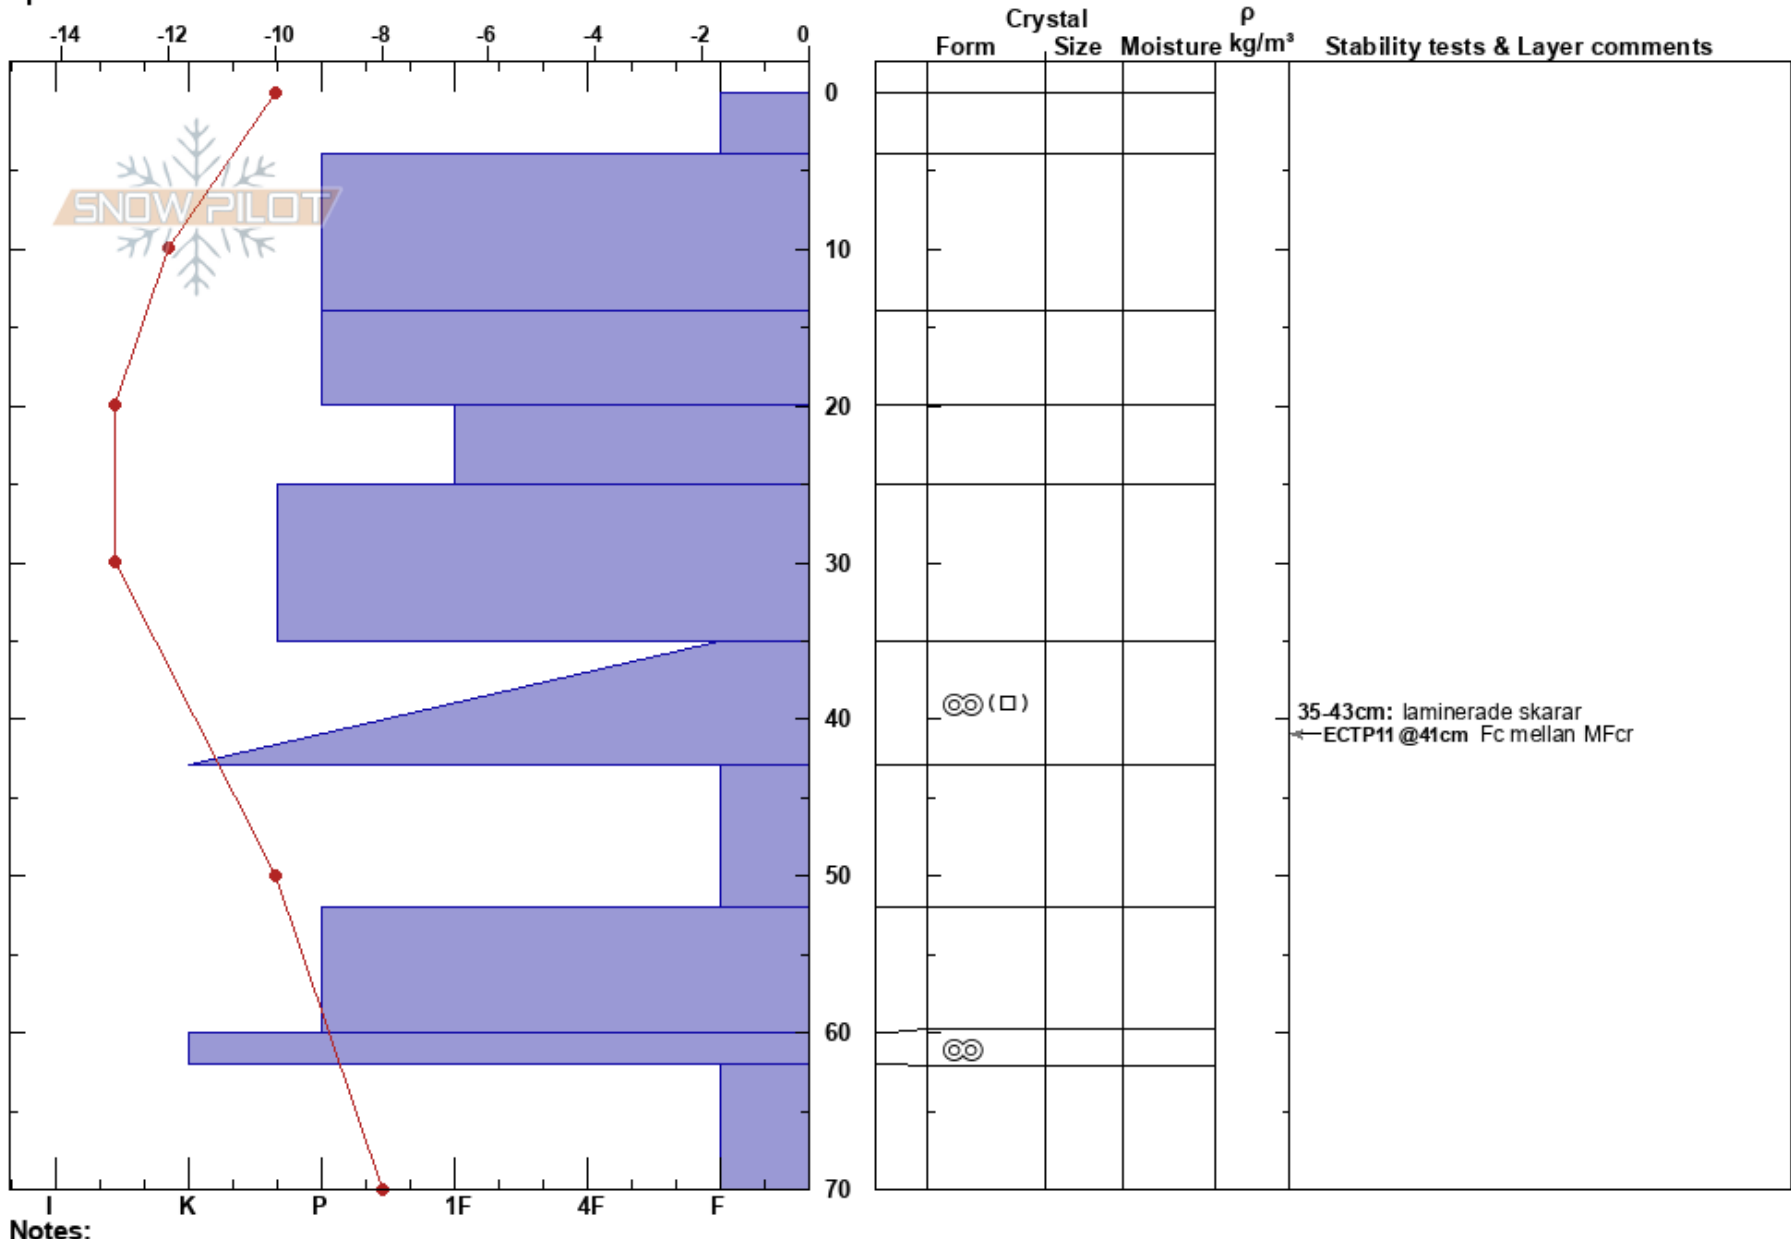 -14 -12 -10 -8 -6 -4 -2 0
Crystal ρ
Form Size Moisture kg/m³ Stability tests & Layer comments
0
SNOW PILOT
10
20
30
40
35-43cm: laminerade skarar
ECTP11 @41cm Fc mellan MFcr
50
60
70
I K P 1F 4F F
Notes: